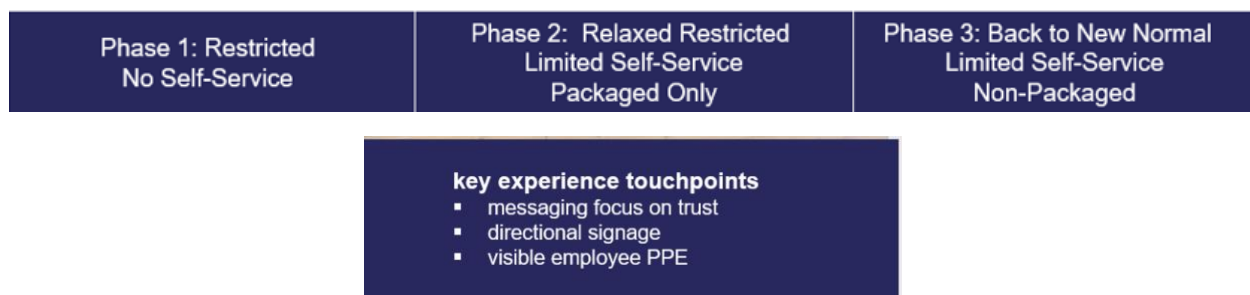 Phase 1: Restricted
No Self-Service
Phase 2:  Relaxed Restricted
Limited Self-Service
Packaged Only
Phase 3: Back to New Normal
Limited Self-Service
Non-Packaged
key experience touchpoints
▪ messaging focus on trust
▪ directional signage
▪ visible employee PPE